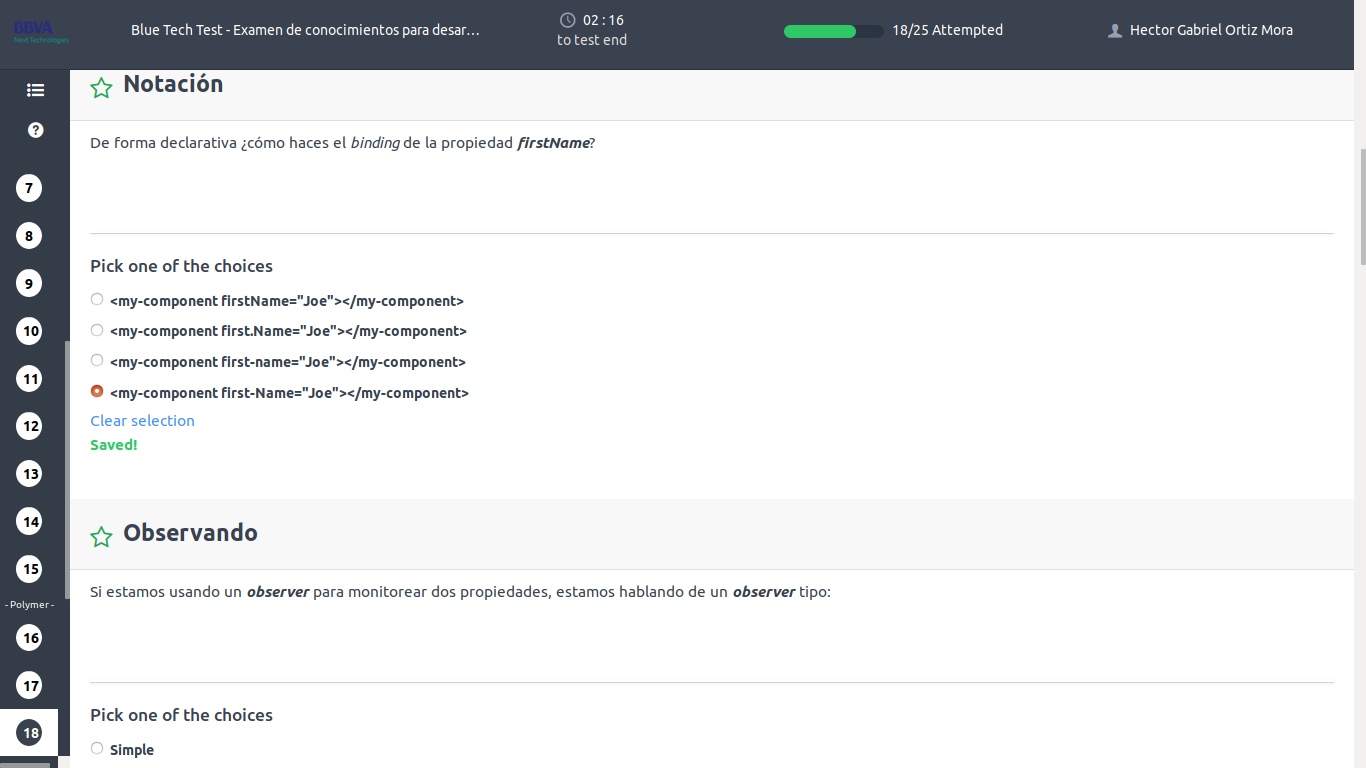 BBVA
Next Technologies
Blue Tech Test - Examen de conocimientos para desar...
02 : 16
to test end
18/25 Attempted
Hector Gabriel Ortiz Mora
Notación
De forma declarativa ¿cómo haces el binding de la propiedad firstName?
Pick one of the choices
<my-component firstName="Joe"></my-component>
<my-component first.Name="Joe"></my-component>
<my-component first-name="Joe"></my-component>
<my-component first-Name="Joe"></my-component>
Clear selection
Saved!
Observando
Si estamos usando un observer para monitorear dos propiedades, estamos hablando de un observer tipo:
Pick one of the choices
Simple
?
7
8
9
10
11
12
13
14
15
- Polymer -
16
17
18